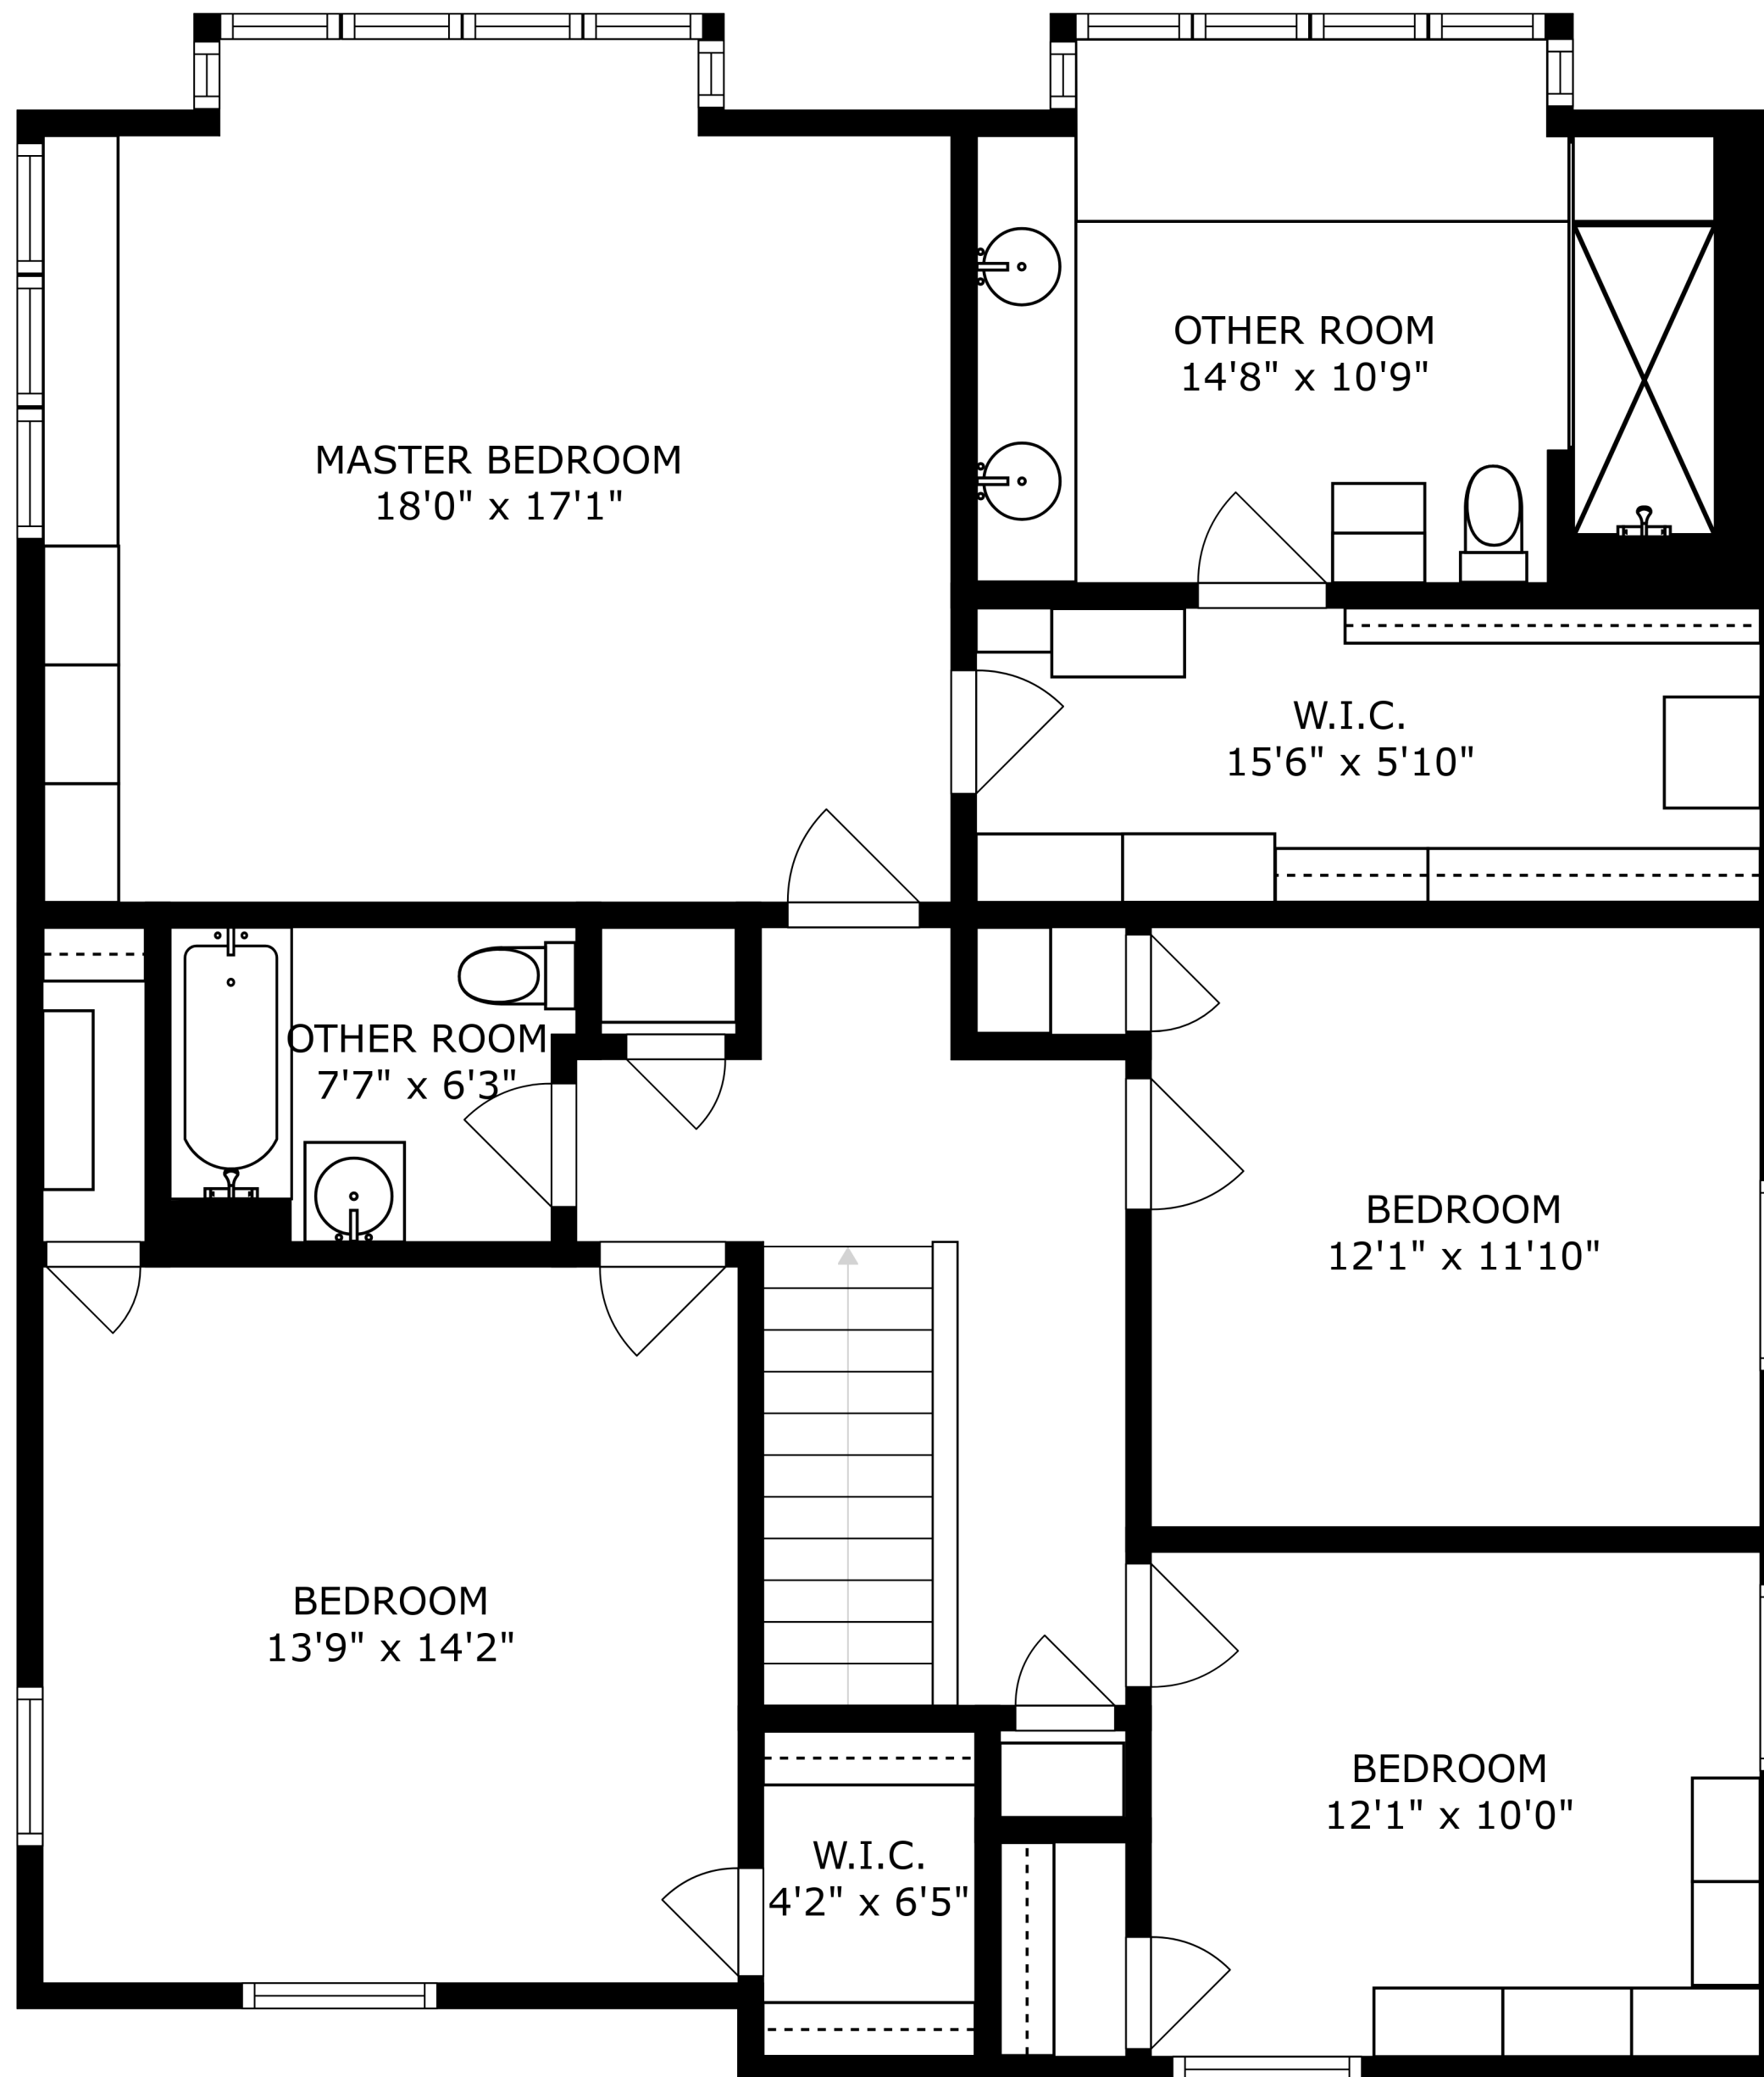 OTHER ROOM
14'8" x 10'9"
MASTER BEDROOM
18'0" x 17'1"
W.I.C.
15'6" x 5'10"
OTHER ROOM
7'7" x 6'3"
BEDROOM
12'1" x 11'10"
BEDROOM
13'9" x 14'2"
BEDROOM
12'1" x 10'0"
W.I.C.
4'2" x 6'5"